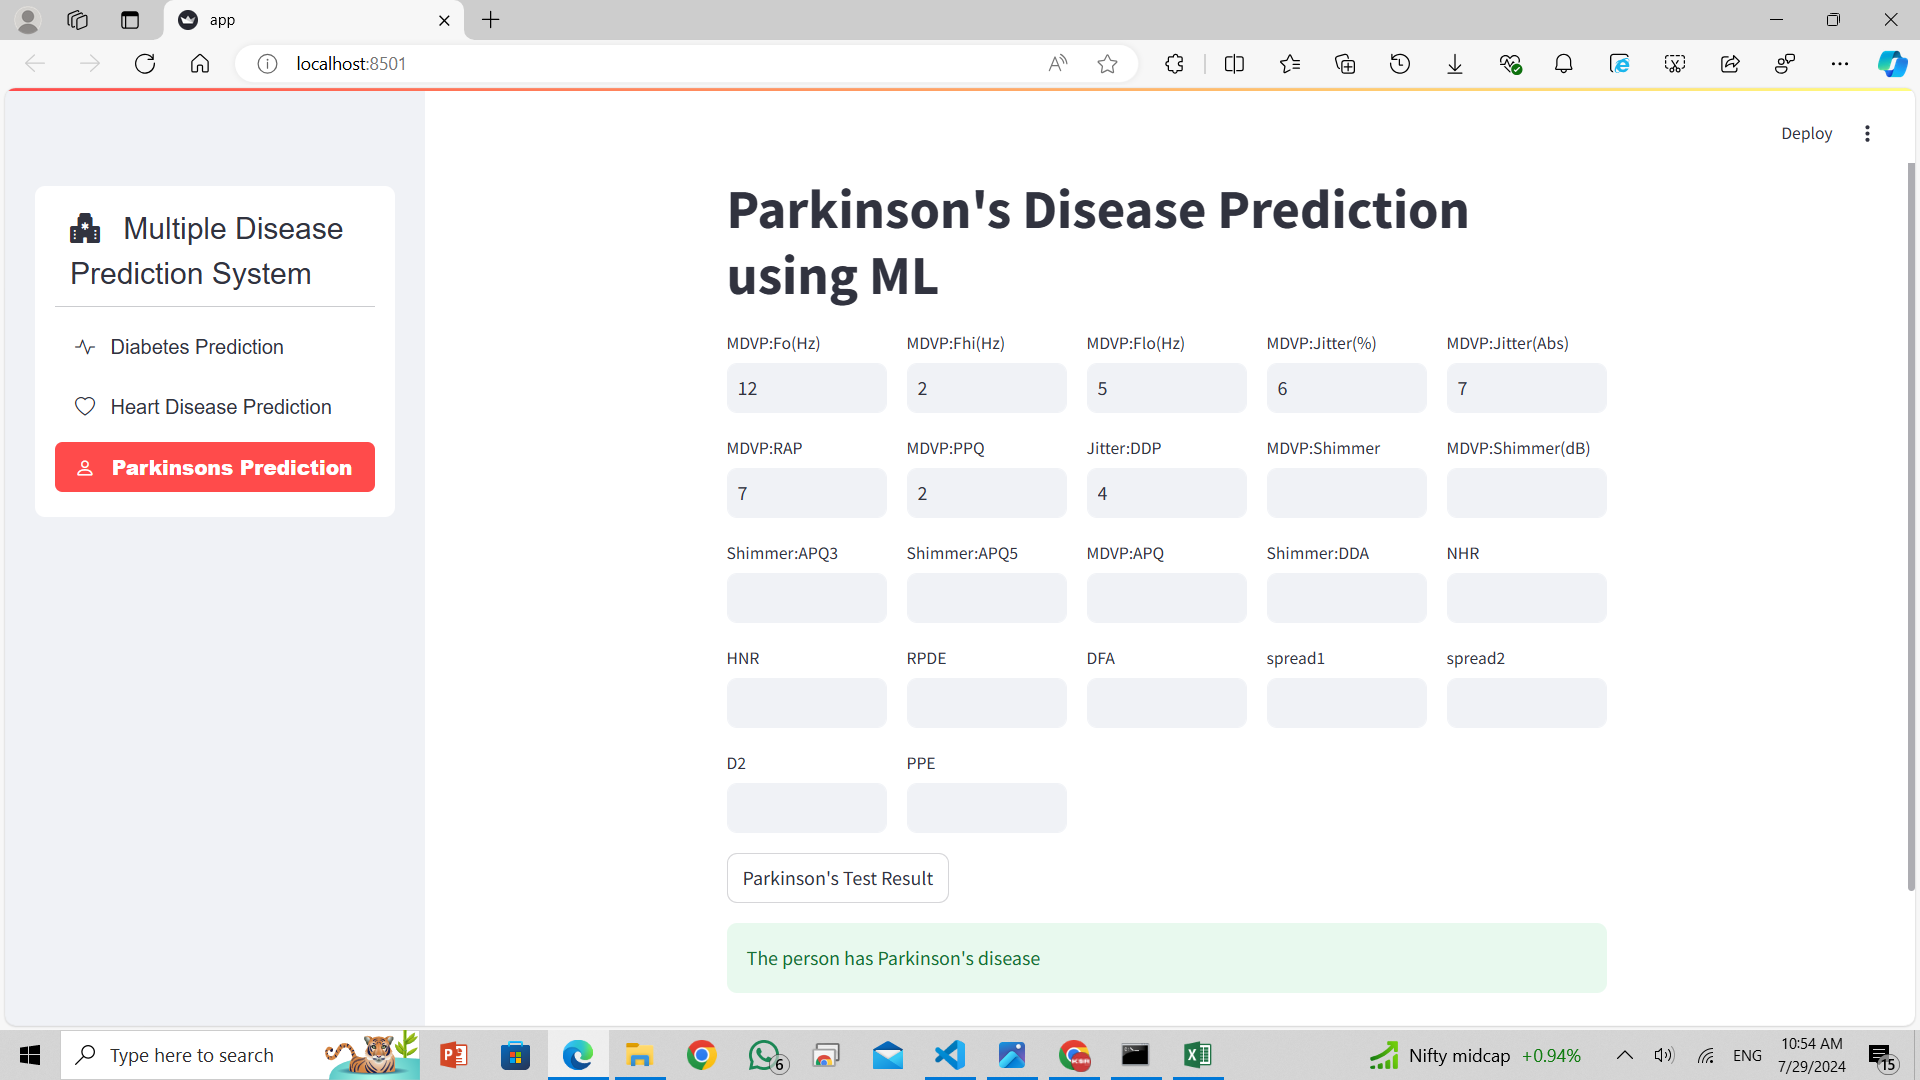 app
localhost:8501
Deploy
Multiple Disease
Prediction System
Diabetes Prediction
Heart Disease Prediction
Parkinsons Prediction
Parkinson's Disease Prediction
using ML
MDVP:Fo(Hz) MDVP:Fhi(Hz) MDVP:Flo(Hz) MDVP:Jitter(%) MDVP:Jitter(Abs)
12 2 5 6 7
MDVP:RAP MDVP:PPQ Jitter:DDP MDVP:Shimmer MDVP:Shimmer(dB)
7 2 4
Shimmer:APQ3 Shimmer:APQ5 MDVP:APQ Shimmer:DDA NHR
HNR RPDE DFA spread1 spread2
D2 PPE
Parkinson's Test Result
The person has Parkinson's disease
Type here to search
6
Nifty midcap +0.94%
ENG
10:54 AM
7/29/2024
15